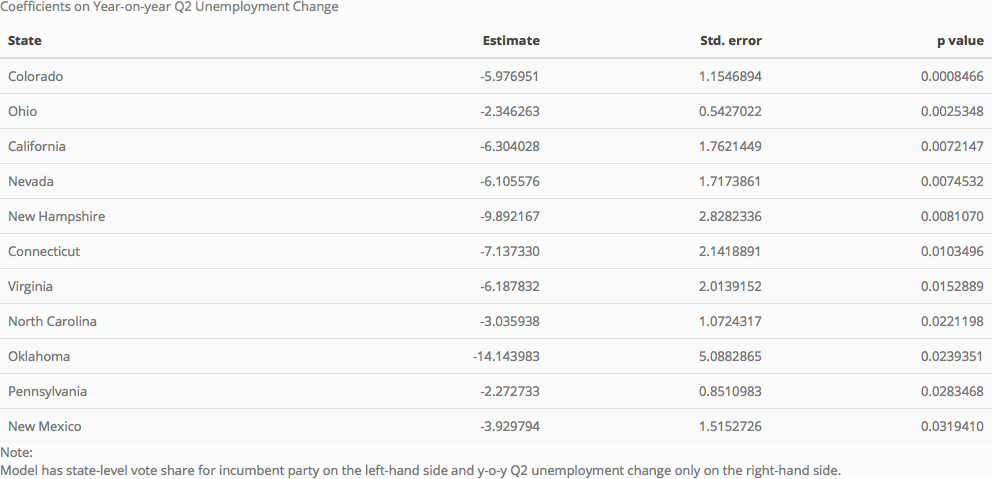 Coefficients on Year-on-year Q2 Unemployment Change
State Estimate Std. error p value
Colorado -5.976951 1.1546894 0.0008466
Ohio -2.346263 0.5427022 0.0025348
California -6.304028 1.7621449 0.0072147
Nevada -6.105576 1.7173861 0.0074532
New Hampshire -9.892167 2.8282336 0.0081070
Connecticut -7.137330 2.1418891 0.0103496
Virginia -6.187832 2.0139152 0.0152889
North Carolina -3.035938 1.0724317 0.0221198
Oklahoma -14.143983 5.0882865 0.0239351
Pennsylvania -2.272733 0.8510983 0.0283468
New Mexico -3.929794 1.5152726 0.0319410
Note:
Model has state-level vote share for incumbent party on the left-hand side and y-o-y Q2 unemployment change only on the right-hand side.